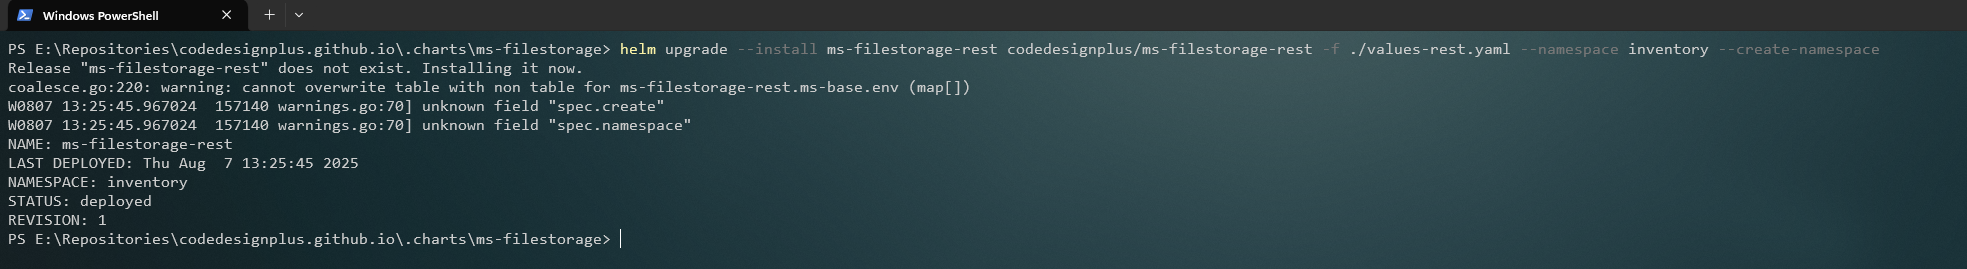 Windows PowerShell
PS E:\Repositories\codedesignplus.github.io\.charts\ms-filestorage> helm upgrade --install ms-filestorage-rest codedesignplus/ms-filestorage-rest -f ./values-rest.yaml --namespace inventory --create-namespace
Release "ms-filestorage-rest" does not exist. Installing it now.
coalesce.go:220: warning: cannot overwrite table with non table for ms-filestorage-rest.ms-base.env (map[])
W0807 13:25:45.967024  157140 warnings.go:70] unknown field "spec.create"
W0807 13:25:45.967024  157140 warnings.go:70] unknown field "spec.namespace"
NAME: ms-filestorage-rest
LAST DEPLOYED: Thu Aug  7 13:25:45 2025
NAMESPACE: inventory
STATUS: deployed
REVISION: 1
PS E:\Repositories\codedesignplus.github.io\.charts\ms-filestorage>